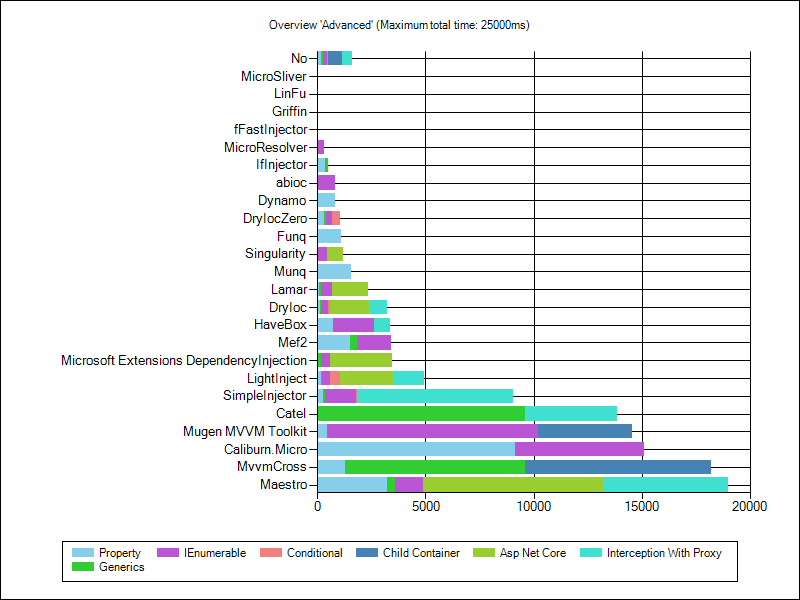 Overview 'Advanced' (Maximum total time: 25000ms)
No
MicroSliver
LinFu
Griffin
fFastInjector
MicroResolver
IfInjector
abioc
Dynamo
DryIocZero
Funq
Singularity
Munq
Lamar
DryIoc
HaveBox
Mef2
Microsoft Extensions DependencyInjection
LightInject
SimpleInjector
Catel
Mugen MVVM Toolkit
Caliburn.Micro
MvvmCross
Maestro
0 5000 10000 15000 20000
Property IEnumerable Conditional Child Container Asp Net Core Interception With Proxy
Generics